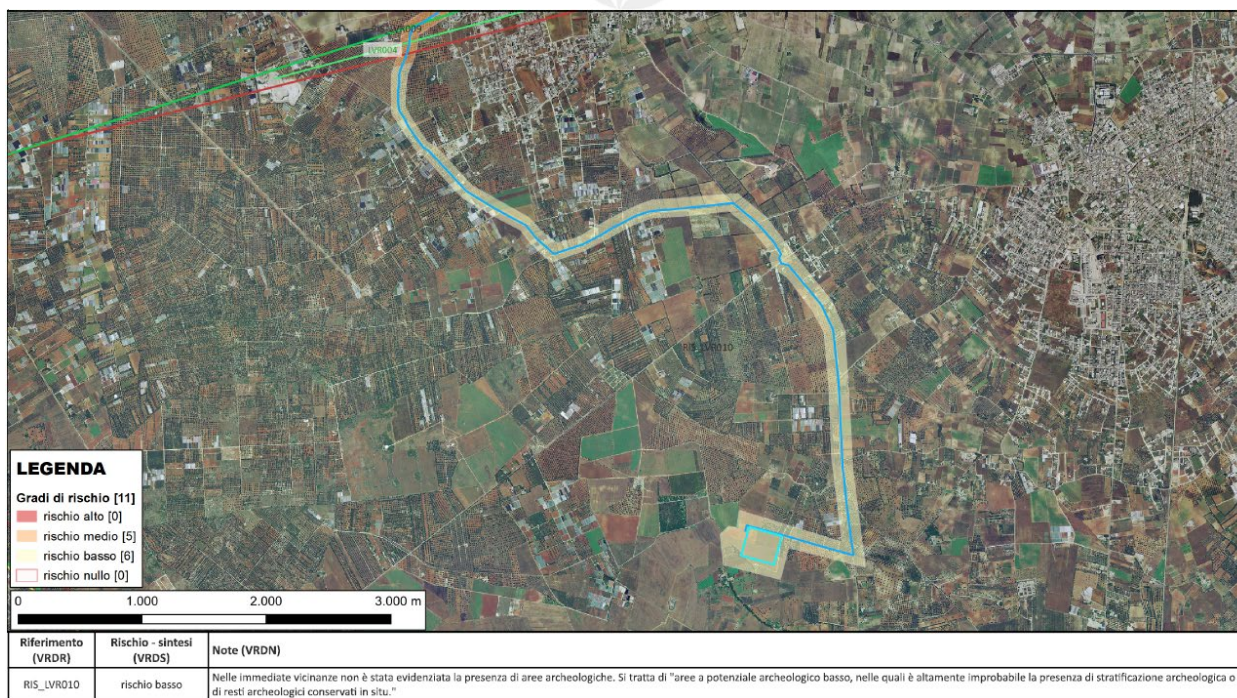 LVR009
LVR004
RIS_LVR010
LEGENDA
Gradi di rischio [11]
rischio alto [0]
rischio medio [5]
rischio basso [6]
rischio nullo [0]
0 1.000 2.000 3.000 m
Riferimento (VRDR) Rischio - sintesi (VRDS) Note (VRDN)
RIS_LVR010 rischio basso Nelle immediate vicinanze non è stata evidenziata la presenza di aree archeologiche. Si tratta di "aree a potenziale archeologico basso, nelle quali è altamente improbabile la presenza di stratificazione archeologica o
di resti archeologici conservati in situ."